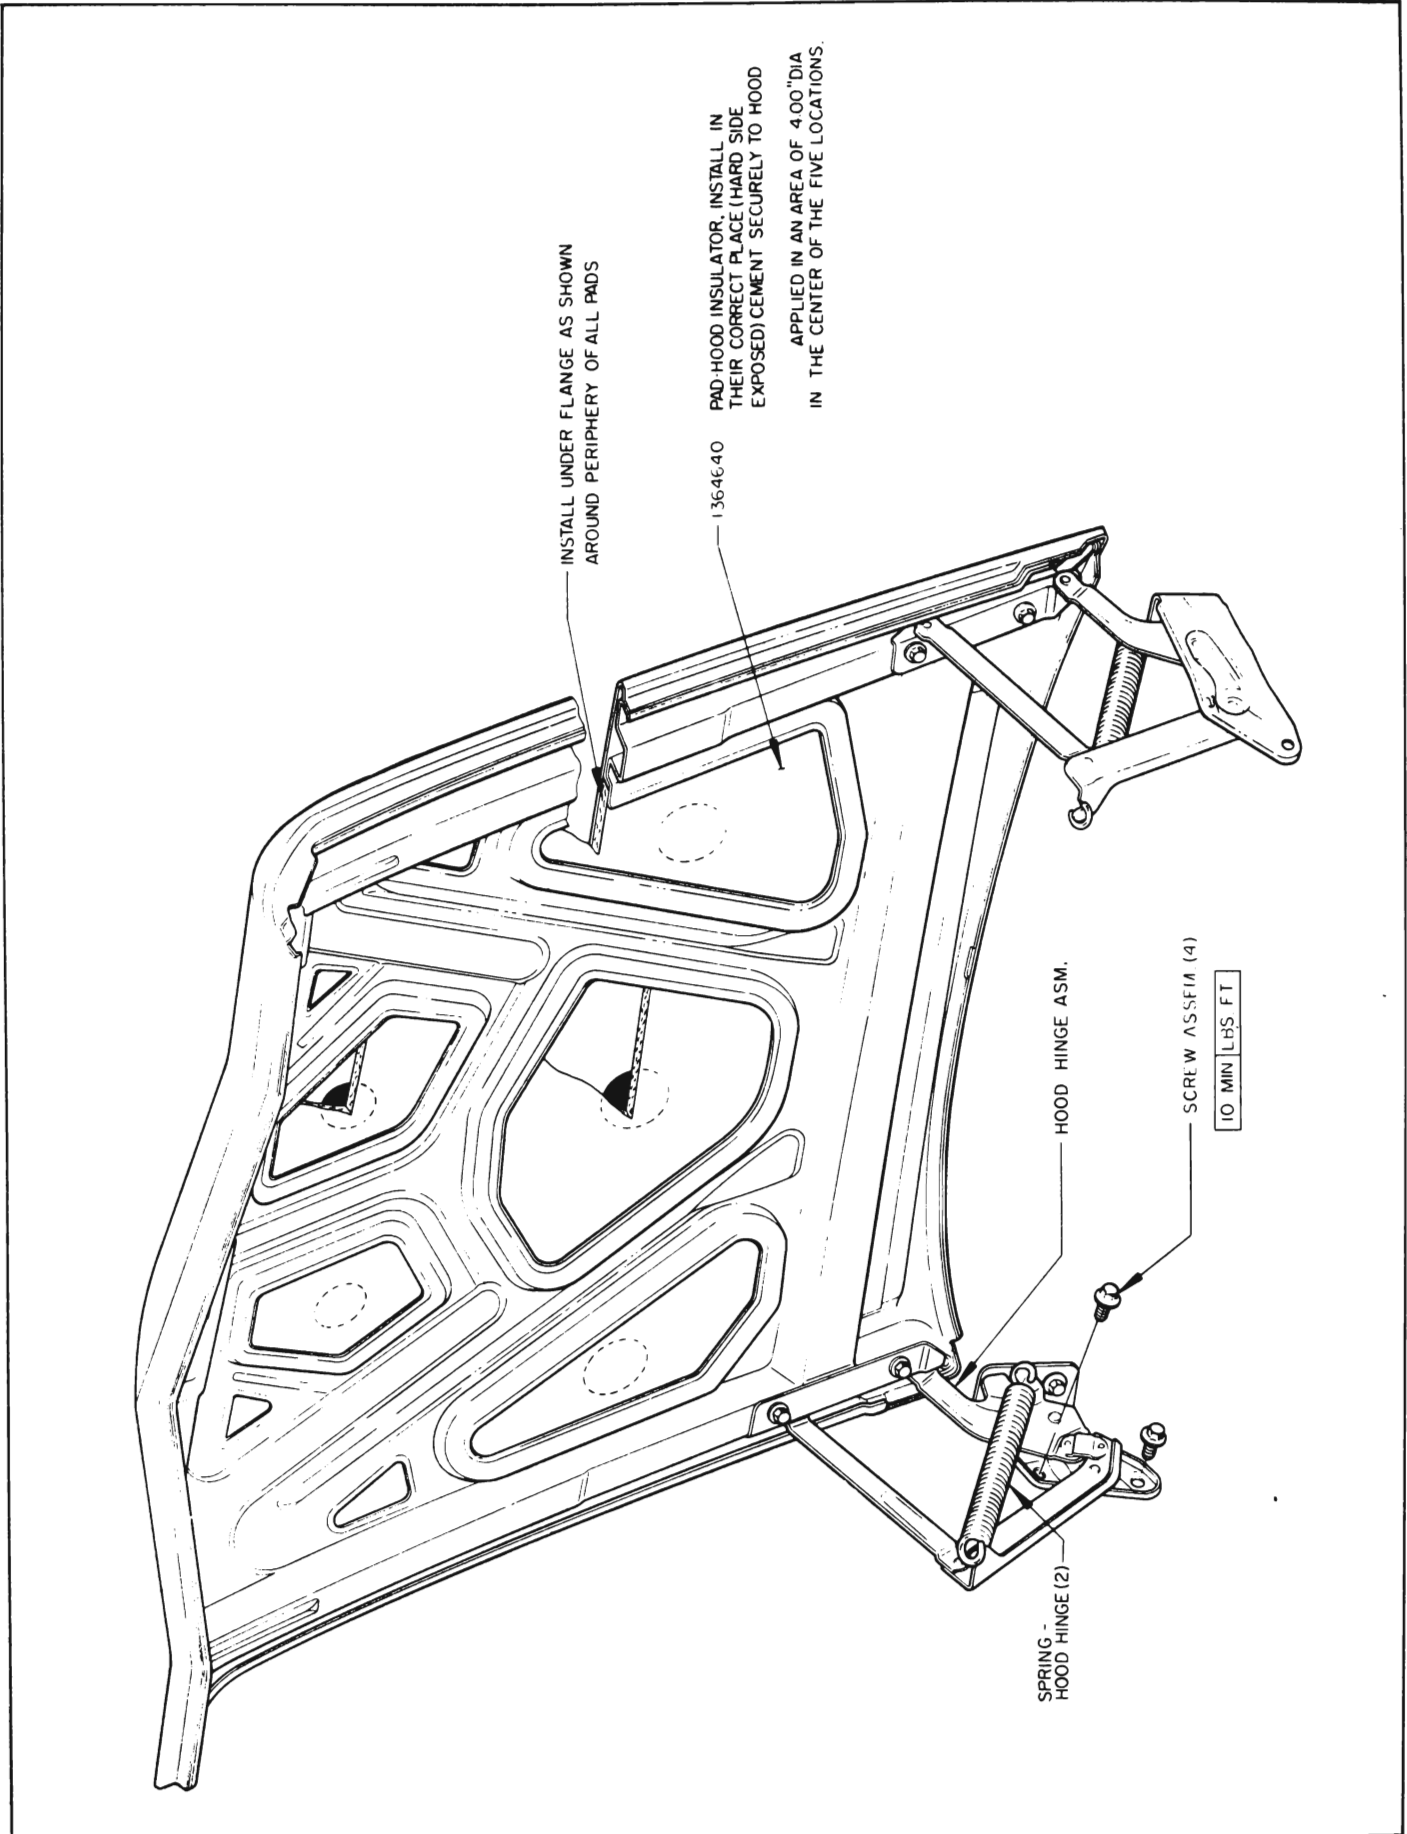 INSTALL UNDER FLANGE AS SHOWN
AROUND PERIPHERY OF ALL PADS
1364640 PAD-HOOD INSULATOR, INSTALL IN
THEIR CORRECT PLACE (HARD SIDE
EXPOSED) CEMENT SECURELY TO HOOD
APPLIED IN AN AREA OF 4.00" DIA
IN THE CENTER OF THE FIVE LOCATIONS.
SPRING -
HOOD HINGE (2)
HOOD HINGE ASM.
SCREW ASSEM. (4)
10 MIN LBS FT